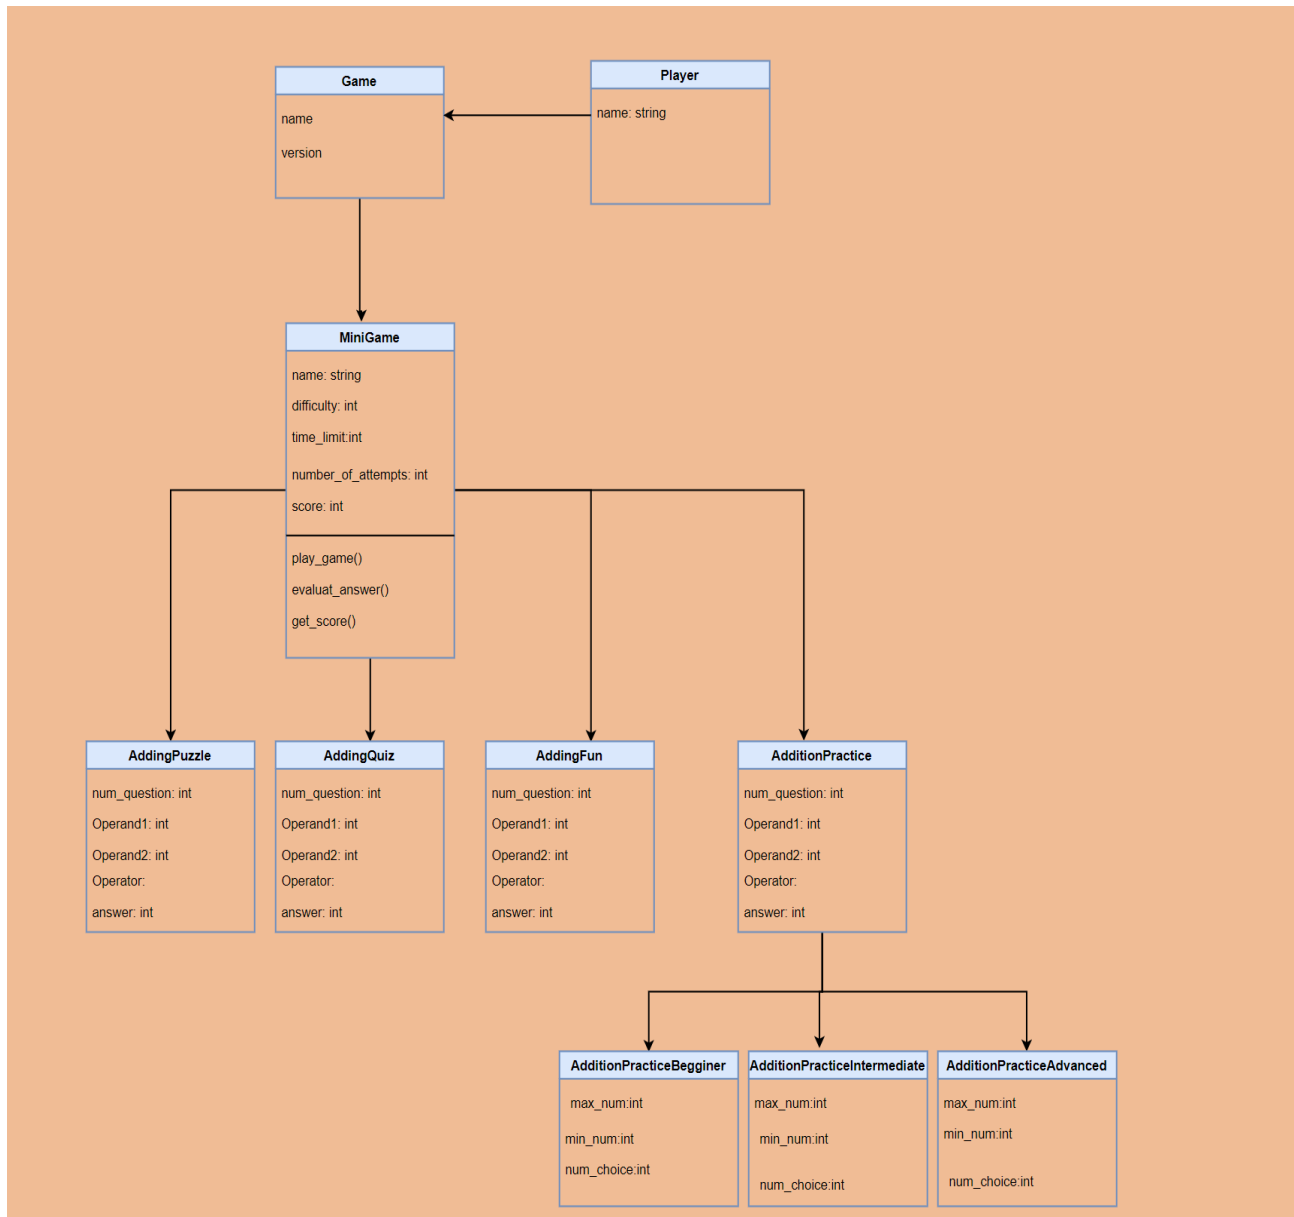 Game
name
version
Player
name: string
MiniGame
name: string
difficulty: int
time_limit:int
number_of_attempts: int
score: int
play_game()
evaluat_answer()
get_score()
AddingPuzzle
num_question: int
Operand1: int
Operand2: int
Operator:
answer: int
AddingQuiz
num_question: int
Operand1: int
Operand2: int
Operator:
answer: int
AddingFun
num_question: int
Operand1: int
Operand2: int
Operator:
answer: int
AdditionPractice
num_question: int
Operand1: int
Operand2: int
Operator:
answer: int
AdditionPracticeBegginer
max_num:int
min_num:int
num_choice:int
AdditionPracticeIntermediate
max_num:int
min_num:int
num_choice:int
AdditionPracticeAdvanced
max_num:int
min_num:int
num_choice:int